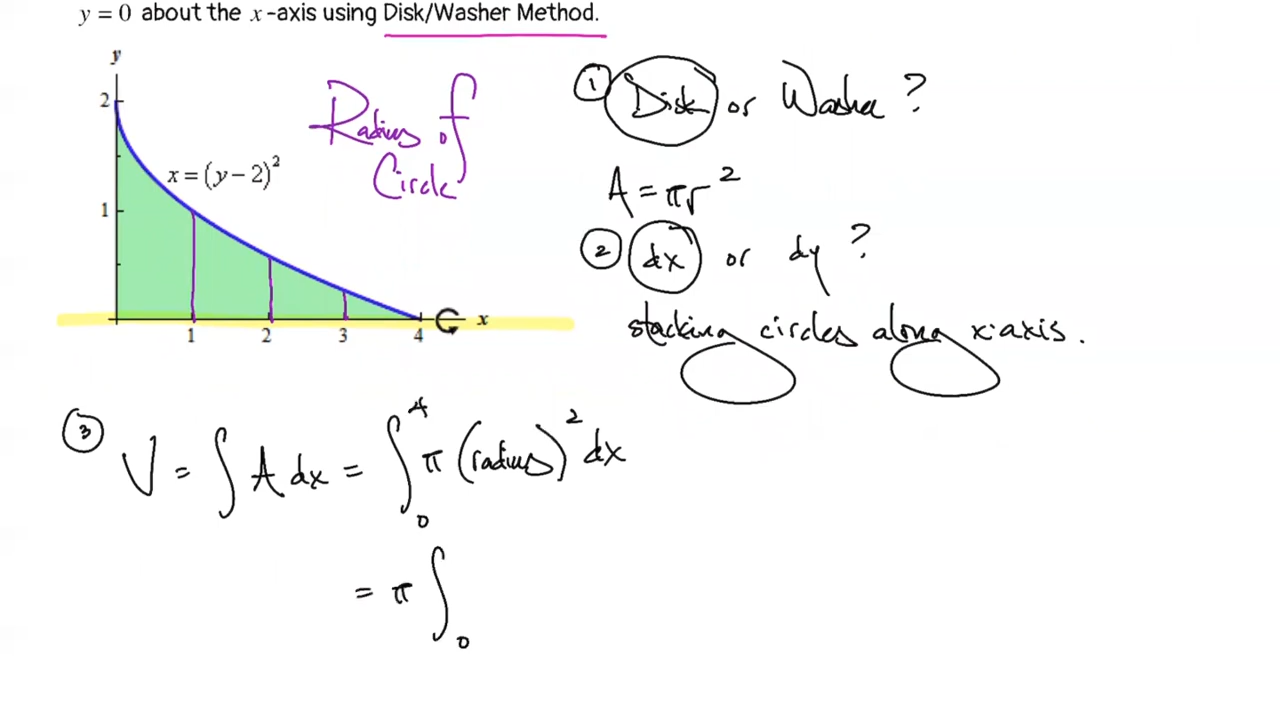 y = 0 about the x-axis using Disk/Washer Method.
y
2
1
x = (y − 2)²
1 2 3 4 x
Radius of
Circle
① Disk or Washer ?
A = πr²
② dx or dy ?
stacking circles along x-axis.
③ V = ∫ A dx = ∫₀⁴ π (radius)² dx
= π ∫₀